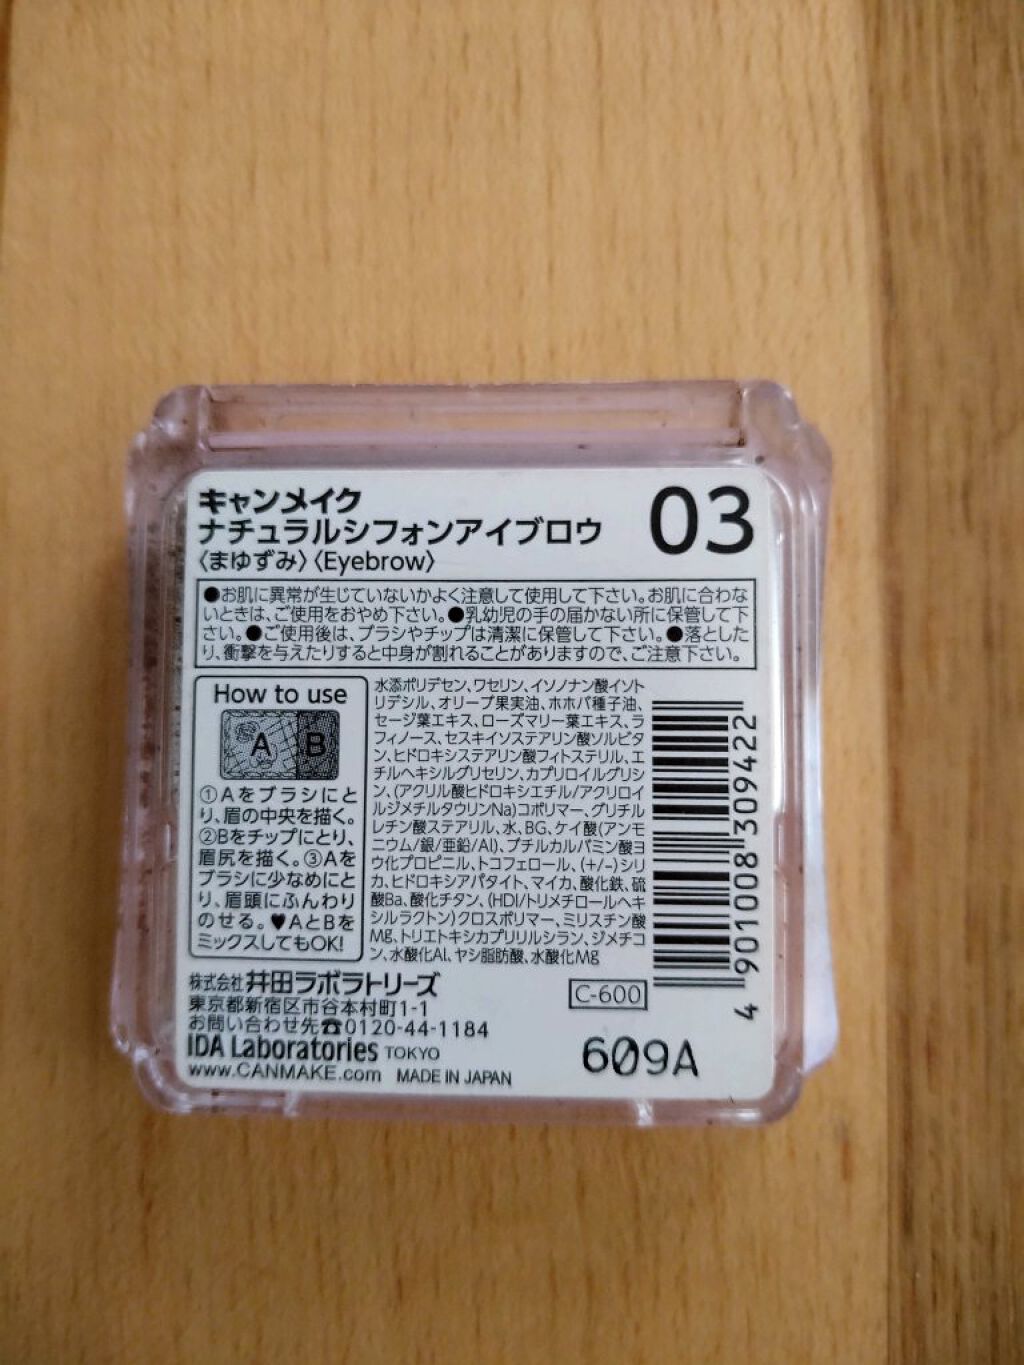 キャンメイク
ナチュラルシフォンアイブロウ
〈まゆずみ〉〈Eyebrow〉
03
●お肌に異常が生じていないかよく注意して使用して下さい。お肌に合わな
いときは、ご使用をおやめ下さい。●乳幼児の手の届かない所に保管して下
さい。●ご使用後は、ブラシやチップは清潔に保管して下さい。●落とした
り、衝撃を与えたりすると中身が割れることがありますので、ご注意下さい。
How to use
A B
①Aをブラシにと
り、眉の中央を描く。
②Bをチップにとり、
眉尻を描く。③Aを
ブラシに少なめにと
り、眉頭にふんわり
のせる。♥AとBを
ミックスしてもOK!
水添ポリデセン、ワセリン、イソノナン酸イソト
リデシル、オリーブ果実油、ホホバ種子油、
セージ葉エキス、ローズマリー葉エキス、ラ
フィノース、セスキイソステアリン酸ソルビタ
ン、ヒドロキシステアリン酸フィトステリル、エ
チルヘキシルグリセリン、カプリロイルグリシ
ン、(アクリル酸ヒドロキシエチル/アクリロイ
ルジメチルタウリンNa)コポリマー、グリチル
レチン酸ステアリル、水、BG、ケイ酸(アンモ
ニウム/銀/亜鉛/Al)、ブチルカルバミン酸ヨ
ウ化プロピニル、トコフェロール、(+/-)シリ
カ、ヒドロキシアパタイト、マイカ、酸化鉄、硫
酸Ba、酸化チタン、(HDI/トリメチロールヘキ
シルラクトン)クロスポリマー、ミリスチン酸
Mg、トリエトキシカプリリルシラン、ジメチコ
ン、水酸化Al、ヤシ脂肪酸、水酸化Mg
4 901008 309422
株式会社 井田ラボラトリーズ
東京都新宿区市谷本村町1-1
お問い合わせ先☎0120-44-1184
IDA Laboratories TOKYO
www.CANMAKE.com MADE IN JAPAN
C-600
609A